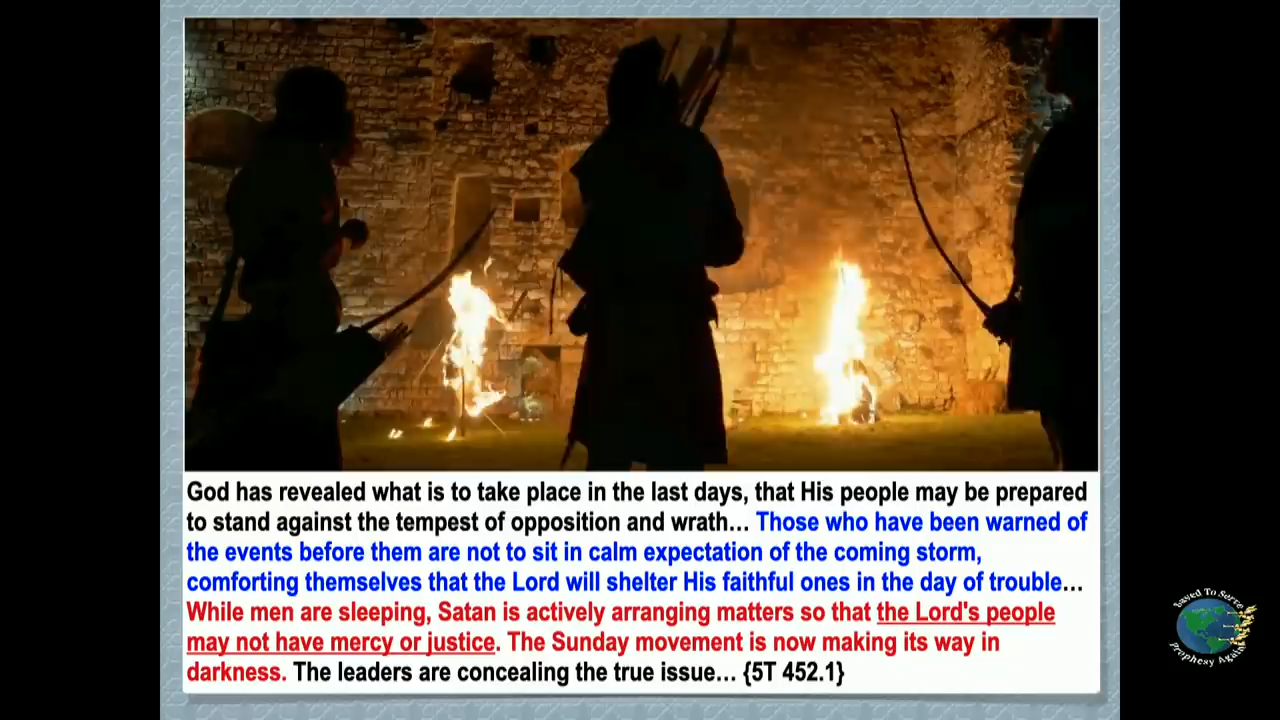 God has revealed what is to take place in the last days, that His people may be prepared
to stand against the tempest of opposition and wrath… Those who have been warned of
the events before them are not to sit in calm expectation of the coming storm,
comforting themselves that the Lord will shelter His faithful ones in the day of trouble…
While men are sleeping, Satan is actively arranging matters so that the Lord's people
may not have mercy or justice. The Sunday movement is now making its way in
darkness. The leaders are concealing the true issue… {5T 452.1}
To Serve
Prophesy Again